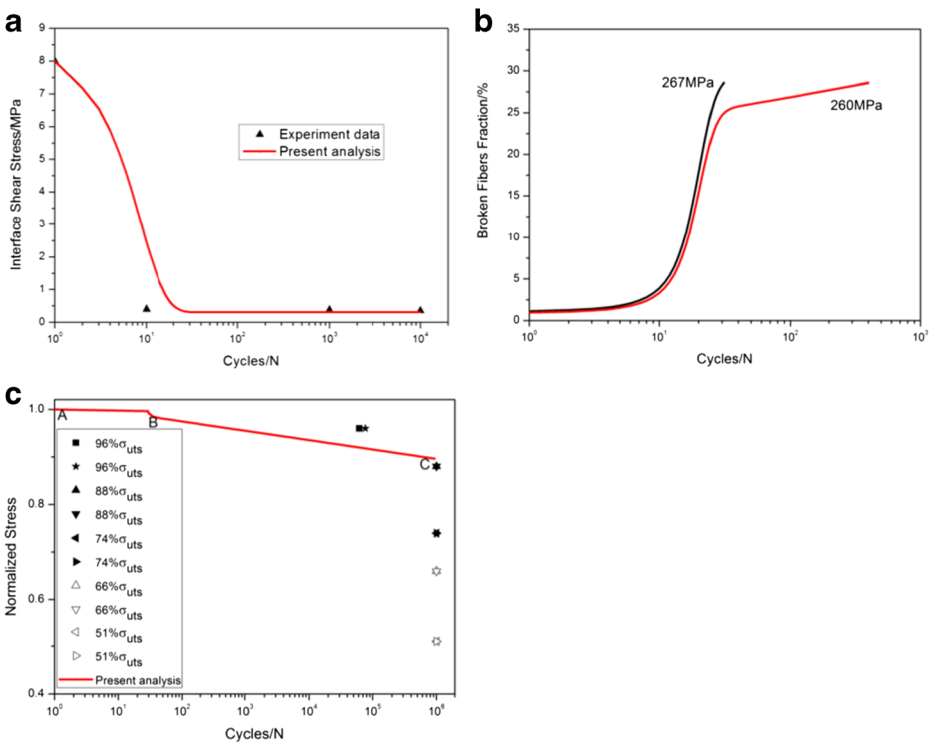 a
9
8
7
6
5
4
3
2
1
0
Interface Shear Stress/MPa
Experiment data
Present analysis
10⁰
10¹
10²
10³
10⁴
Cycles/N
b
35
30
25
20
15
10
5
0
Broken Fibers Fraction/%
267MPa
260MPa
10⁰
10¹
10²
10³
Cycles/N
c
1.0
0.8
0.6
0.4
Normalized Stress
A
B
C
96%σuts
96%σuts
88%σuts
88%σuts
74%σuts
74%σuts
66%σuts
66%σuts
51%σuts
51%σuts
Present analysis
10⁰
10¹
10²
10³
10⁴
10⁵
10⁶
Cycles/N